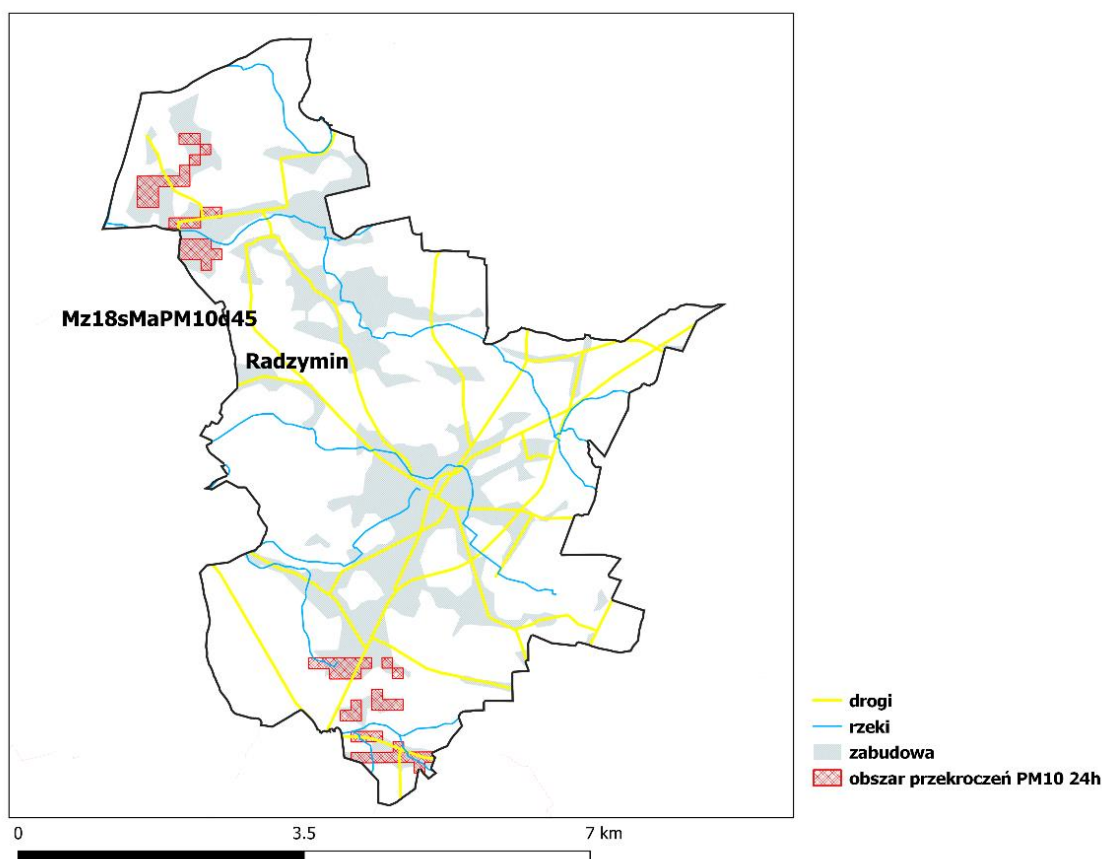 Mz18sMaPM10d45
Radzymin
drogi
rzeki
zabudowa
obszar przekroczeń PM10 24h
0 3.5 7 km